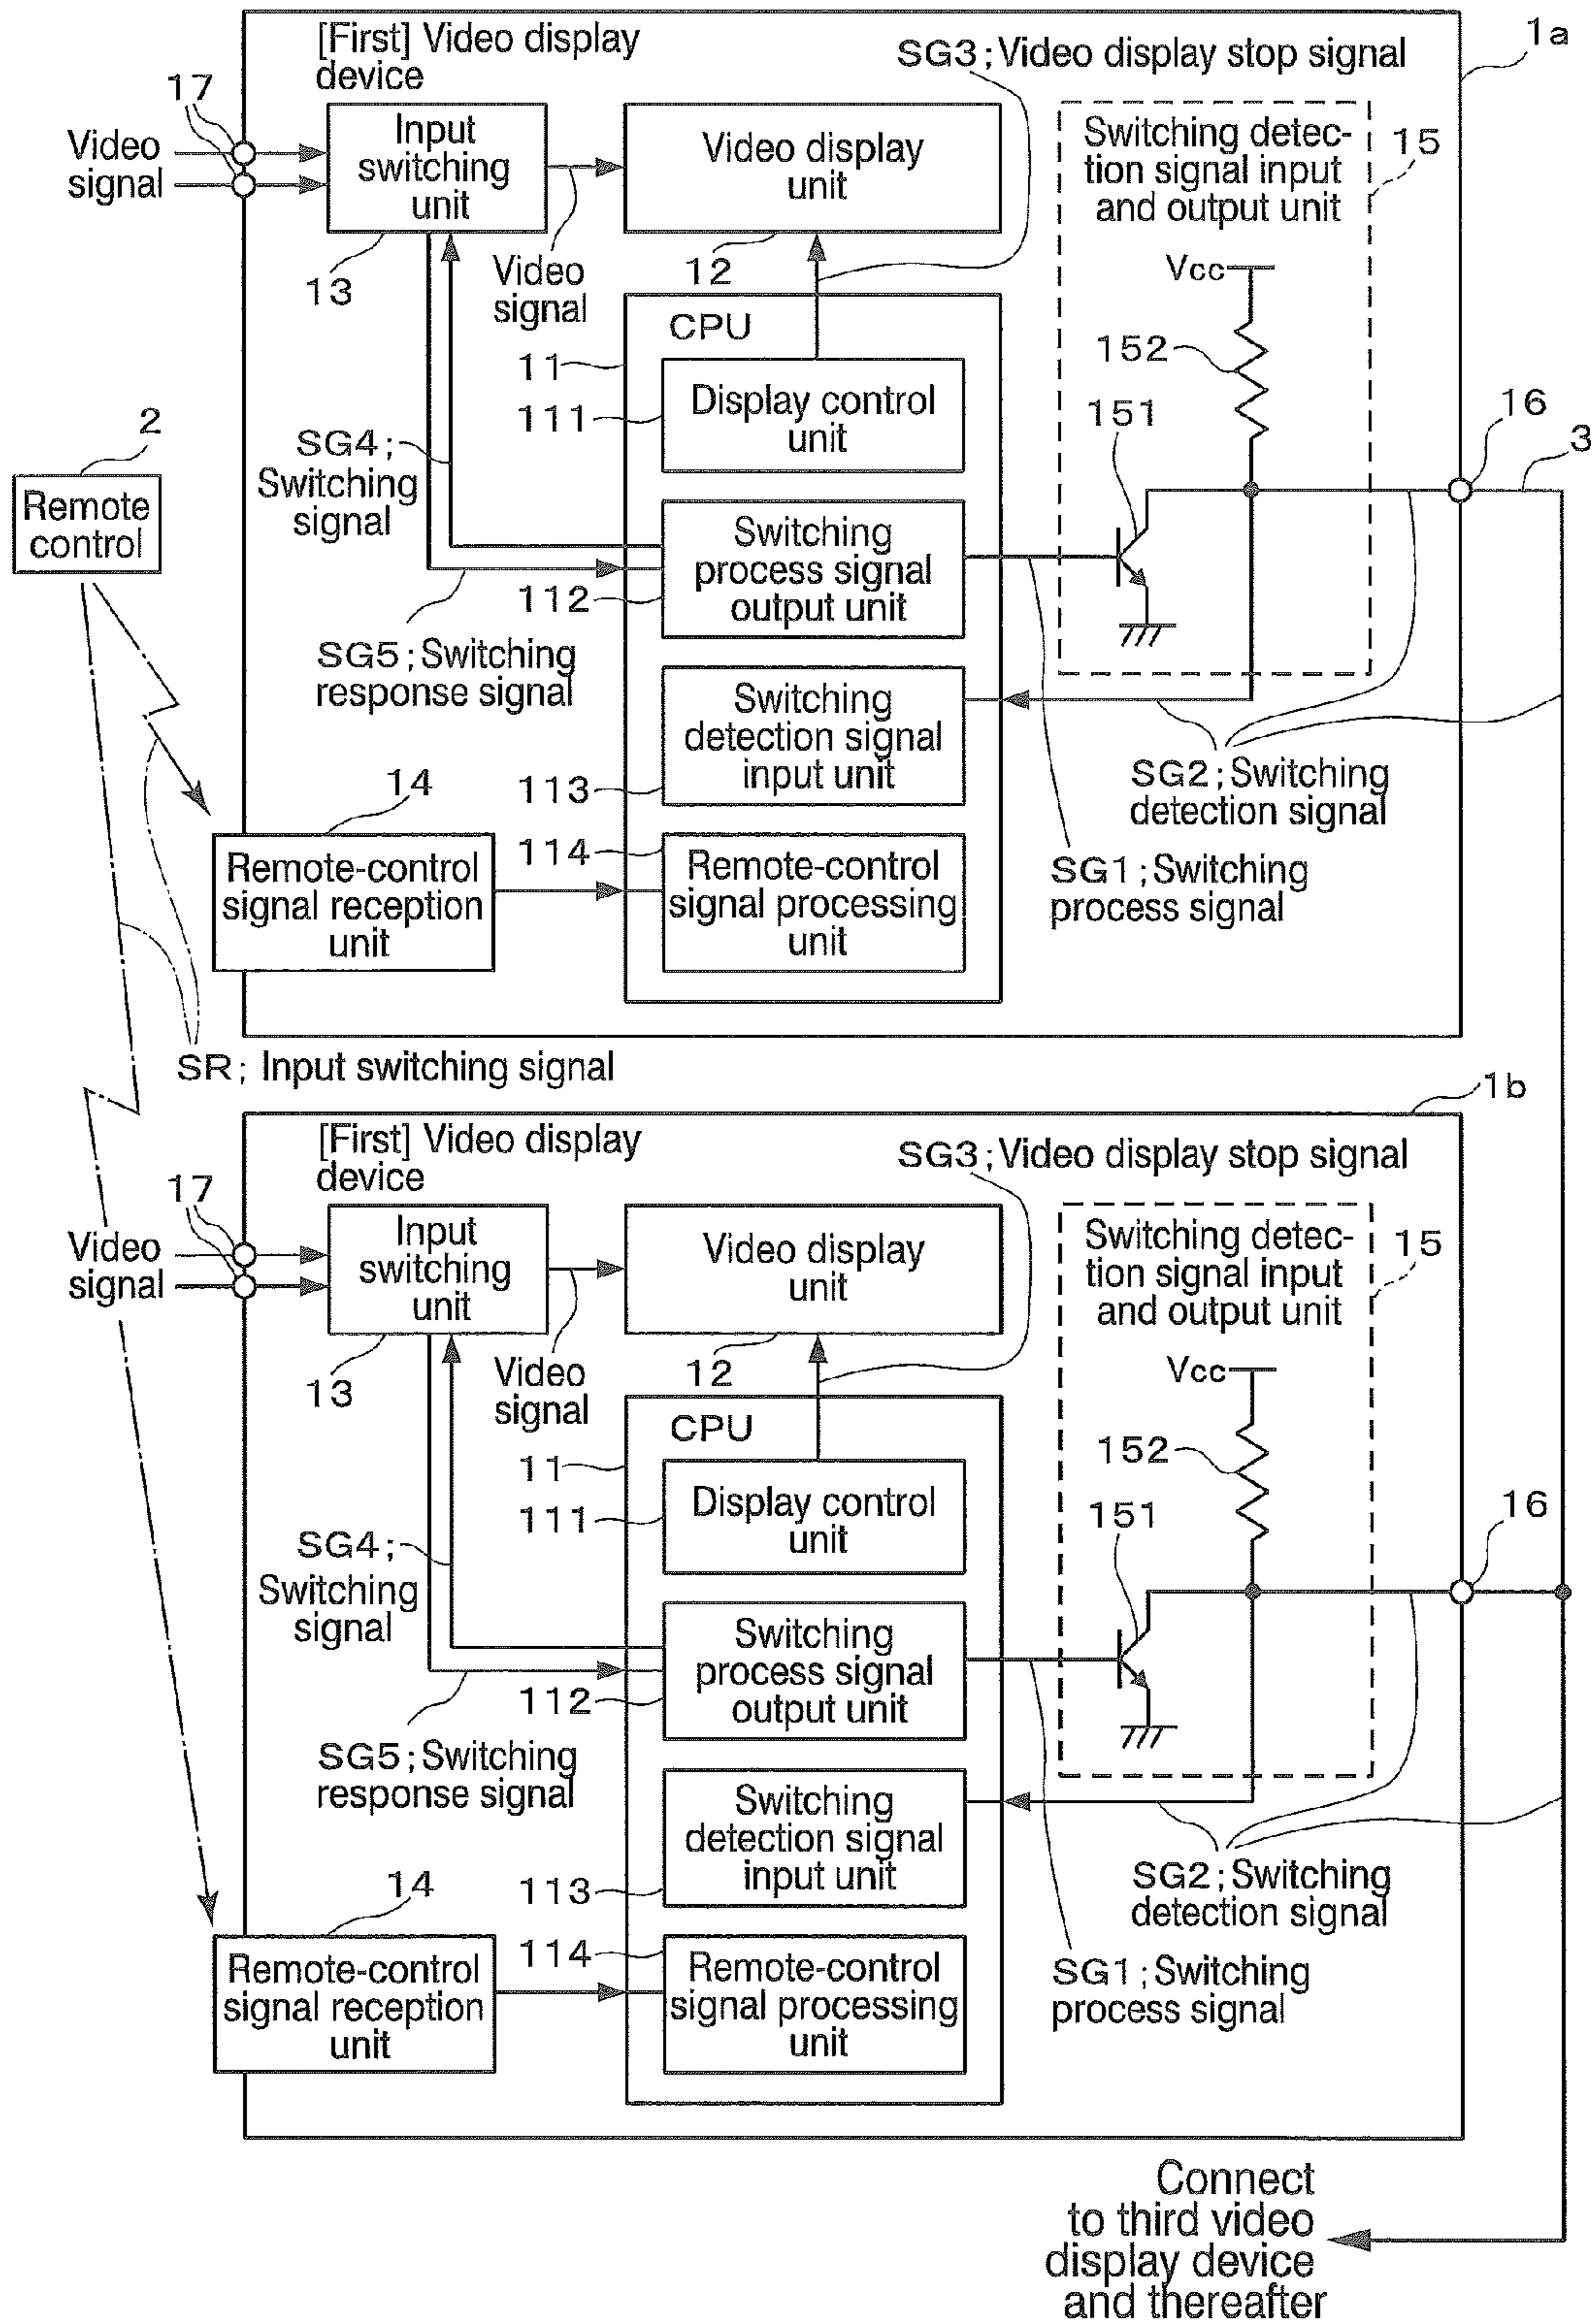 [First] Video display
device
SG3;Video display stop signal
1a
17
Video
signal
Input
switching
unit
Video display
unit
Switching detec-
tion signal input
and output unit
15
13
Video
signal
12
Vcc
CPU
152
11
111
Display control
unit
151
16
3
2
Remote
control
SG4;
Switching
signal
Switching
process signal
output unit
112
SG5;Switching
response signal
Switching
detection signal
input unit
113
SG2;Switching
detection signal
14
114
Remote-control
signal reception
unit
Remote-control
signal processing
unit
SG1;Switching
process signal
SR; Input switching signal
1b
[First] Video display
device
SG3;Video display stop signal
17
Video
signal
Input
switching
unit
Video display
unit
Switching detec-
tion signal input
and output unit
15
13
Video
signal
12
Vcc
CPU
152
11
111
Display control
unit
151
16
SG4;
Switching
signal
Switching
process signal
output unit
112
SG5;Switching
response signal
Switching
detection signal
input unit
113
SG2;Switching
detection signal
14
114
Remote-control
signal reception
unit
Remote-control
signal processing
unit
SG1;Switching
process signal
Connect
to third video
display device
and thereafter